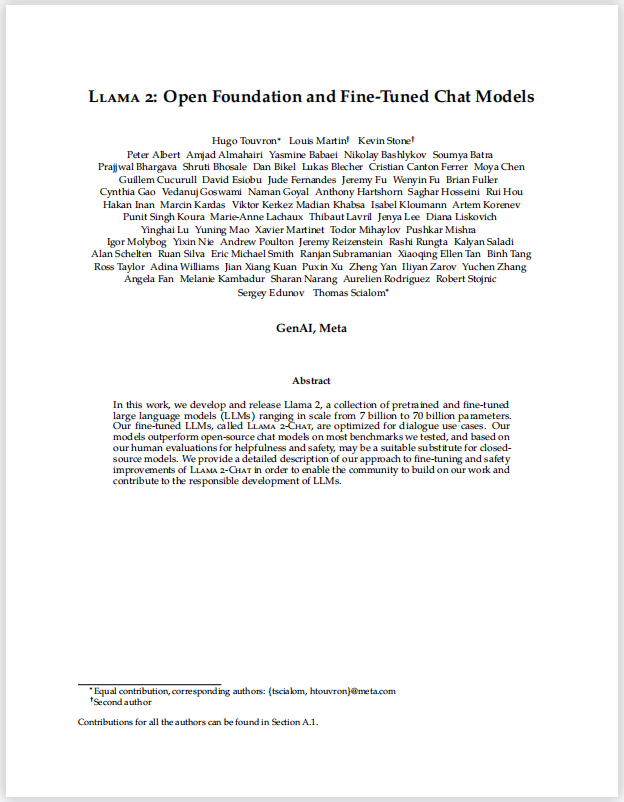 Llama 2: Open Foundation and Fine-Tuned Chat Models
Hugo Touvron* Louis Martin† Kevin Stone†
Peter Albert Amjad Almahairi Yasmine Babaei Nikolay Bashlykov Soumya Batra
Prajjwal Bhargava Shruti Bhosale Dan Bikel Lukas Blecher Cristian Canton Ferrer Moya Chen
Guillem Cucurull David Esiobu Jude Fernandes Jeremy Fu Wenyin Fu Brian Fuller
Cynthia Gao Vedanuj Goswami Naman Goyal Anthony Hartshorn Saghar Hosseini Rui Hou
Hakan Inan Marcin Kardas Viktor Kerkez Madian Khabsa Isabel Kloumann Artem Korenev
Punit Singh Koura Marie-Anne Lachaux Thibaut Lavril Jenya Lee Diana Liskovich
Yinghai Lu Yuning Mao Xavier Martinet Todor Mihaylov Pushkar Mishra
Igor Molybog Yixin Nie Andrew Poulton Jeremy Reizenstein Rashi Rungta Kalyan Saladi
Alan Schelten Ruan Silva Eric Michael Smith Ranjan Subramanian Xiaoqing Ellen Tan Binh Tang
Ross Taylor Adina Williams Jian Xiang Kuan Puxin Xu Zheng Yan Iliyan Zarov Yuchen Zhang
Angela Fan Melanie Kambadur Sharan Narang Aurelien Rodriguez Robert Stojnic
Sergey Edunov Thomas Scialom*
GenAI, Meta
Abstract
In this work, we develop and release Llama 2, a collection of pretrained and fine-tuned
large language models (LLMs) ranging in scale from 7 billion to 70 billion parameters.
Our fine-tuned LLMs, called Llama 2-Chat, are optimized for dialogue use cases. Our
models outperform open-source chat models on most benchmarks we tested, and based on
our human evaluations for helpfulness and safety, may be a suitable substitute for closed-
source models. We provide a detailed description of our approach to fine-tuning and safety
improvements of Llama 2-Chat in order to enable the community to build on our work and
contribute to the responsible development of LLMs.
*Equal contribution, corresponding authors: {tscialom, htouvron}@meta.com
†Second author
Contributions for all the authors can be found in Section A.1.